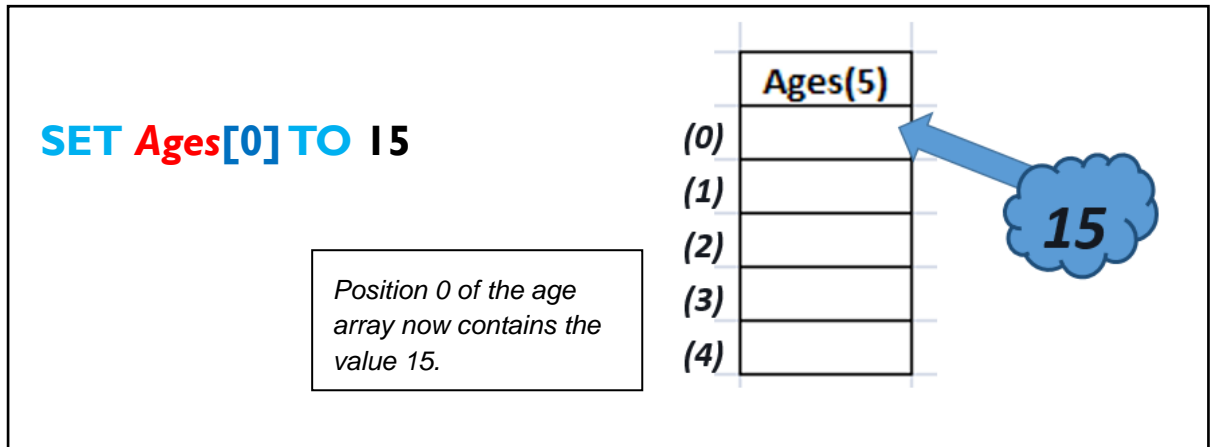 SET Ages[0] TO 15
Position 0 of the age
array now contains the
value 15.
Ages(5)
(0)
(1)
(2)
(3)
(4)
15